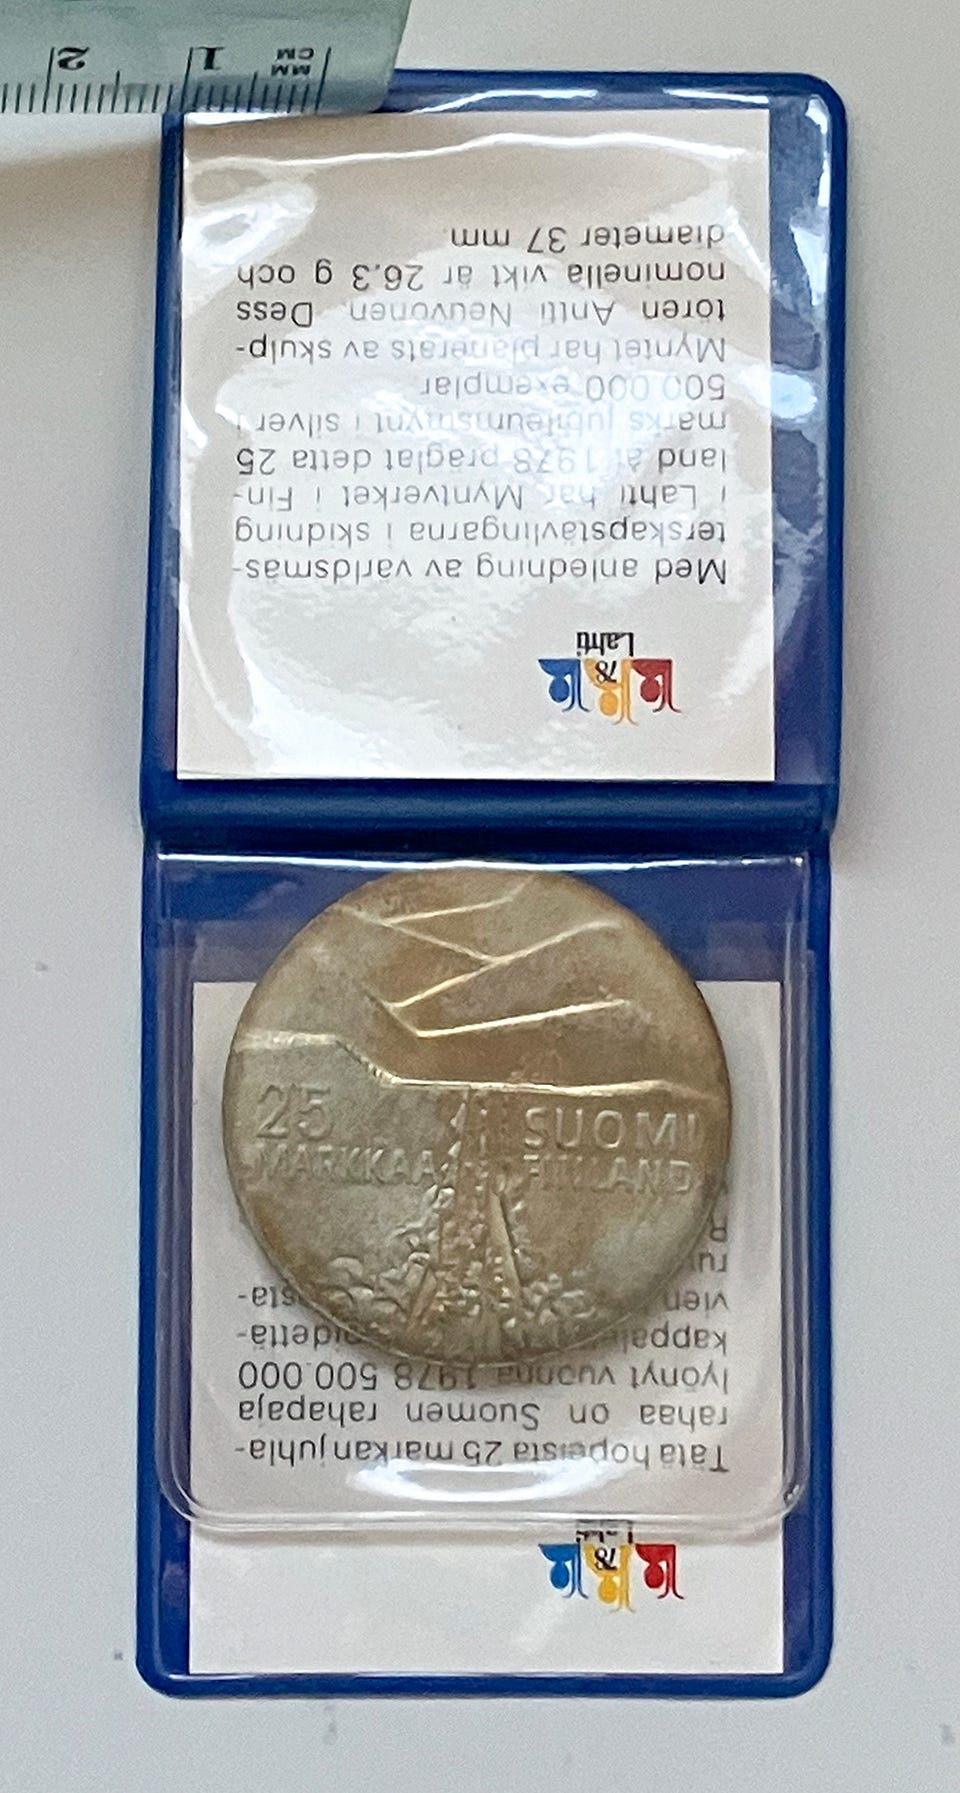 MM
CM 1 2
78
Lahti
Med anledning av världsmäs-
terskapstävlingarna i skidning
i Lahti har Myntverket i Fin-
land år 1978 präglat detta 25
marks jubileumsmynt i silver i
500.000 exemplar.
Myntet har planerats av skulp-
tören Antti Neuvonen. Dess
nominella vikt är 26.3 g och
diameter 37 mm.
25 SUOMI
MARKKAA FINLAND
78
Lahti
Tätä hopeista 25 markan juhla-
rahaa on Suomen rahapaja
lyönyt vuonna 1978 500.000